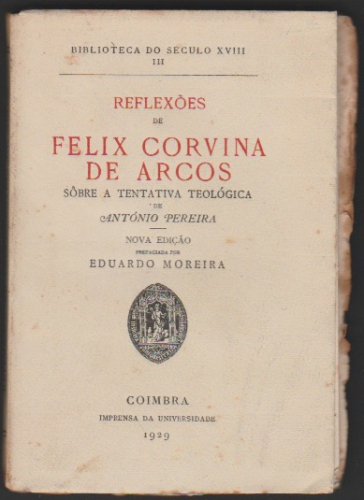 BIBLIOTECA DO SÉCULO XVIII
III
REFLEXÕES
DE
FELIX CORVINA
DE ARCOS
SÔBRE A TENTATIVA TEOLÓGICA
DE
ANTÓNIO PEREIRA
NOVA EDIÇÃO
PREFACIADA POR
EDUARDO MOREIRA
COIMBRA
IMPRENSA DA UNIVERSIDADE
1929